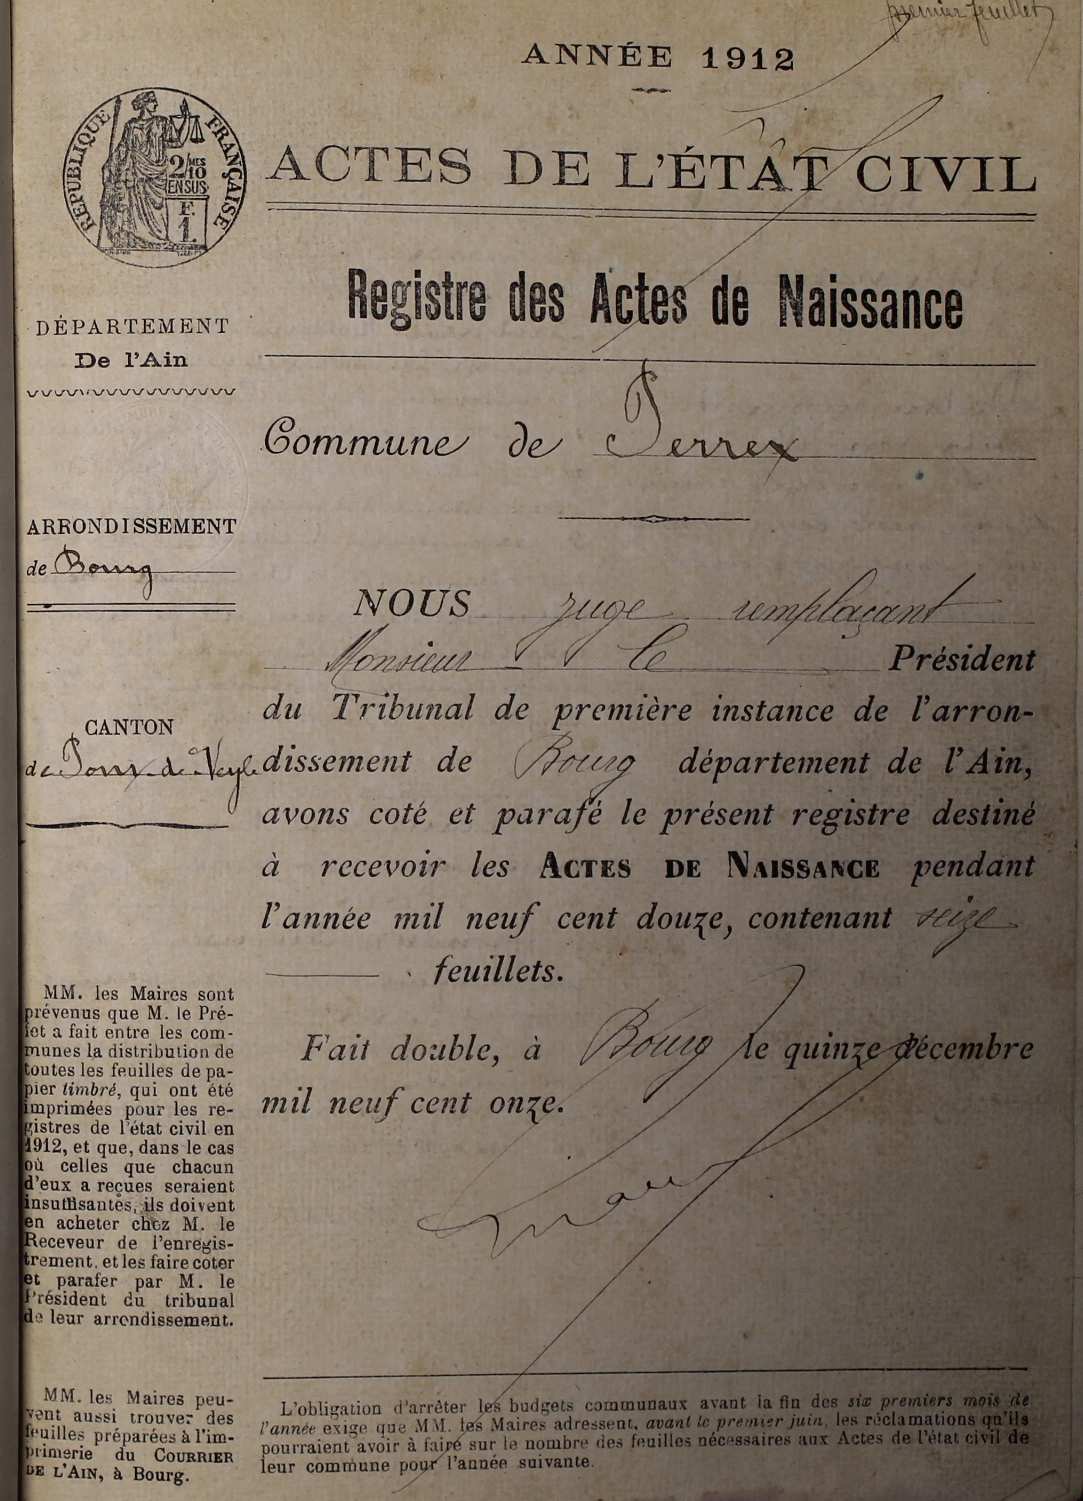 premier feuillet
ANNÉE 1912
RÉPUBLIQUE FRANÇAISE
2/10 MES
EN SUS
F.
1.
ACTES DE L'ÉTAT CIVIL
Registre des Actes de Naissance
DÉPARTEMENT
De l'Ain
Commune de Perrex
ARRONDISSEMENT
de Bourg
NOUS juge remplaçant
Monsieur le Président
du Tribunal de première instance de l'arron-
CANTON
de Pont-de-Veyle
dissement de Bourg département de l'Ain,
avons coté et parafé le présent registre destiné
à recevoir les ACTES DE NAISSANCE pendant
l'année mil neuf cent douze, contenant seize
feuillets.
Fait double, à Bourg le quinze décembre
mil neuf cent onze.
MM. les Maires sont
prévenus que M. le Pré-
fet a fait entre les com-
munes la distribution de
toutes les feuilles de pa-
pier timbré, qui ont été
imprimées pour les re-
gistres de l'état civil en
1912, et que, dans le cas
où celles que chacun
d'eux a reçues seraient
insuffisantes, ils doivent
en acheter chez M. le
Receveur de l'enregis-
trement, et les faire coter
et parafer par M. le
Président du tribunal
de leur arrondissement.
MM. les Maires peu-
vent aussi trouver des
feuilles préparées à l'im-
primerie du COURRIER
DE L'AIN, à Bourg.
L'obligation d'arrêter les budgets communaux avant la fin des six premiers mois de
l'année exige que MM. les Maires adressent, avant le premier juin, les réclamations qu'ils
pourraient avoir à faire sur le nombre des feuilles nécessaires aux Actes de l'état civil de
leur commune pour l'année suivante.